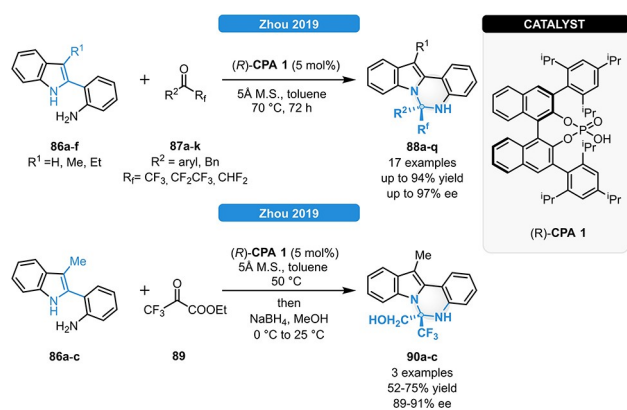 Zhou 2019
(R)-CPA 1 (5 mol%)
5Å M.S., toluene
70 °C, 72 h
R¹
N
H
H₂N
+
O
R²
Rf
R¹
N
NH
R²
Rf
86a-f
R¹ =H, Me, Et
87a-k
R² = aryl, Bn
Rf= CF₃, CF₂CF₃, CHF₂
88a-q
17 examples
up to 94% yield
up to 97% ee
CATALYST
iPr
iPr
iPr
O
O
P
O
OH
iPr
iPr
iPr
(R)-CPA 1
Zhou 2019
(R)-CPA 1 (5 mol%)
5Å M.S., toluene
50 °C
then
NaBH₄, MeOH
0 °C to 25 °C
Me
N
H
H₂N
+
O
F₃C
CO₂Et
Me
N
NH
HOH₂C
CF₃
86a-c
89
90a-c
3 examples
52-75% yield
89-91% ee